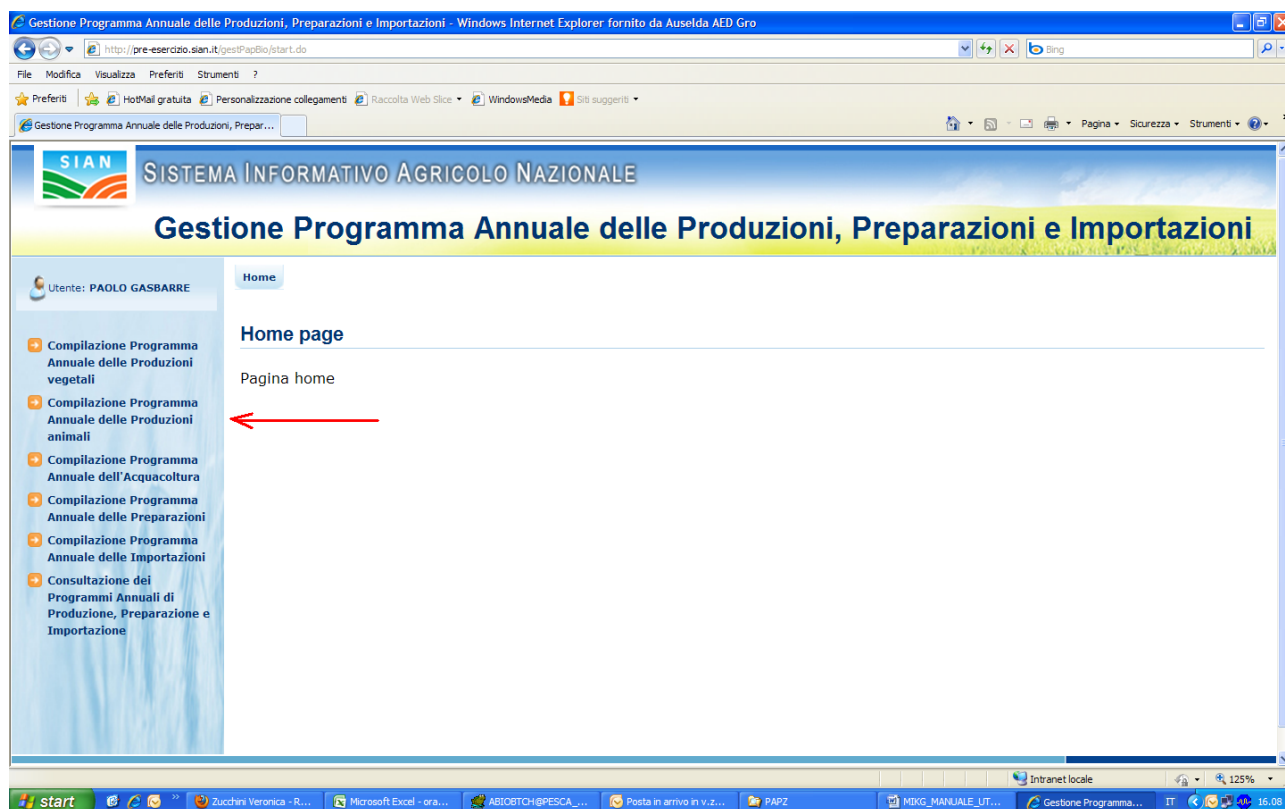 Gestione Programma Annuale delle Produzioni, Preparazioni e Importazioni - Windows Internet Explorer fornito da Auselda AED Gro
http://pre-esercizio.sian.it/gestPapBio/start.do
Bing
File Modifica Visualizza Preferiti Strumenti ?
Preferiti HotMail gratuita Personalizzazione collegamenti Raccolta Web Slice WindowsMedia Siti suggeriti
Gestione Programma Annuale delle Produzioni, Prepar...
Pagina Sicurezza Strumenti
SIAN
SISTEMA INFORMATIVO AGRICOLO NAZIONALE
Gestione Programma Annuale delle Produzioni, Preparazioni e Importazioni
Utente: PAOLO GASBARRE
Home
Home page
Pagina home
Compilazione Programma
Annuale delle Produzioni
vegetali
Compilazione Programma
Annuale delle Produzioni
animali
Compilazione Programma
Annuale dell'Acquacoltura
Compilazione Programma
Annuale delle Preparazioni
Compilazione Programma
Annuale delle Importazioni
Consultazione dei
Programmi Annuali di
Produzione, Preparazione e
Importazione
Intranet locale 125%
start Zucchini Veronica - R... Microsoft Excel - ora... ABIOBTCH@PESCA_... Posta in arrivo in v.z... PAPZ MIKG_MANUALE_UT... Gestione Programma... IT 16.08